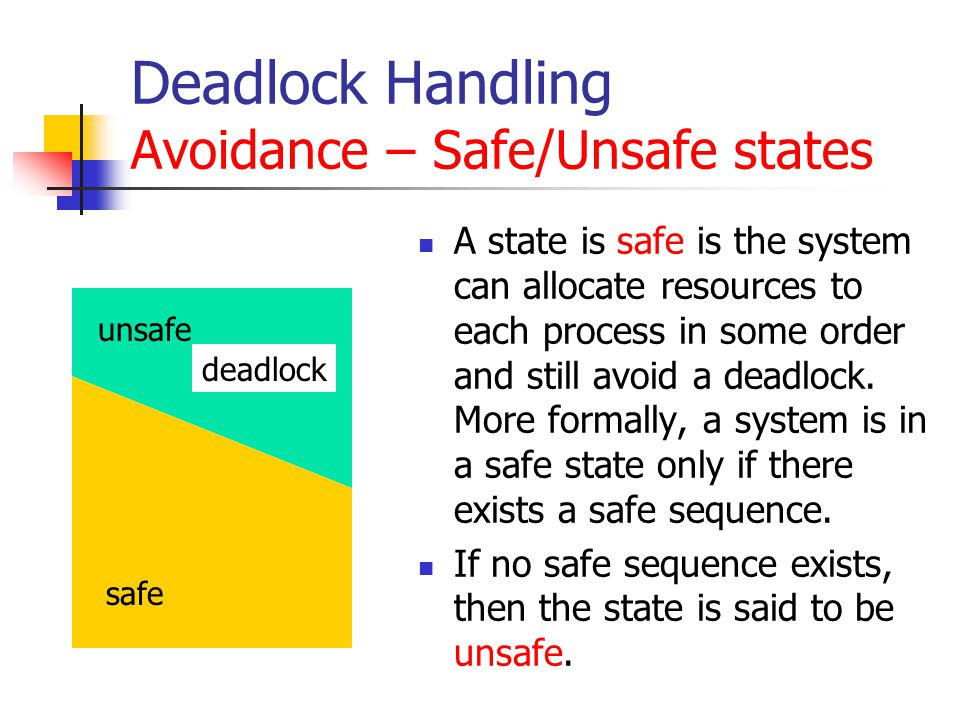 Deadlock Handling
Avoidance – Safe/Unsafe states
unsafe
deadlock
safe
A state is safe is the system
can allocate resources to
each process in some order
and still avoid a deadlock.
More formally, a system is in
a safe state only if there
exists a safe sequence.
If no safe sequence exists,
then the state is said to be
unsafe.